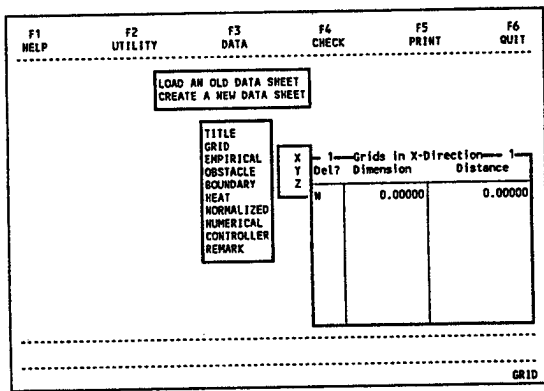 F1 F2 F3 F4 F5 F6
HELP UTILITY DATA CHECK PRINT QUIT
LOAD AN OLD DATA SHEET
CREATE A NEW DATA SHEET
TITLE
GRID
EMPIRICAL
OBSTACLE
BOUNDARY
HEAT
NORMALIZED
NUMERICAL
CONTROLLER
REMARK
X
Y
Z
1 Grids in X-Direction 1
Del? Dimension Distance
N 0.00000 0.00000
GRID